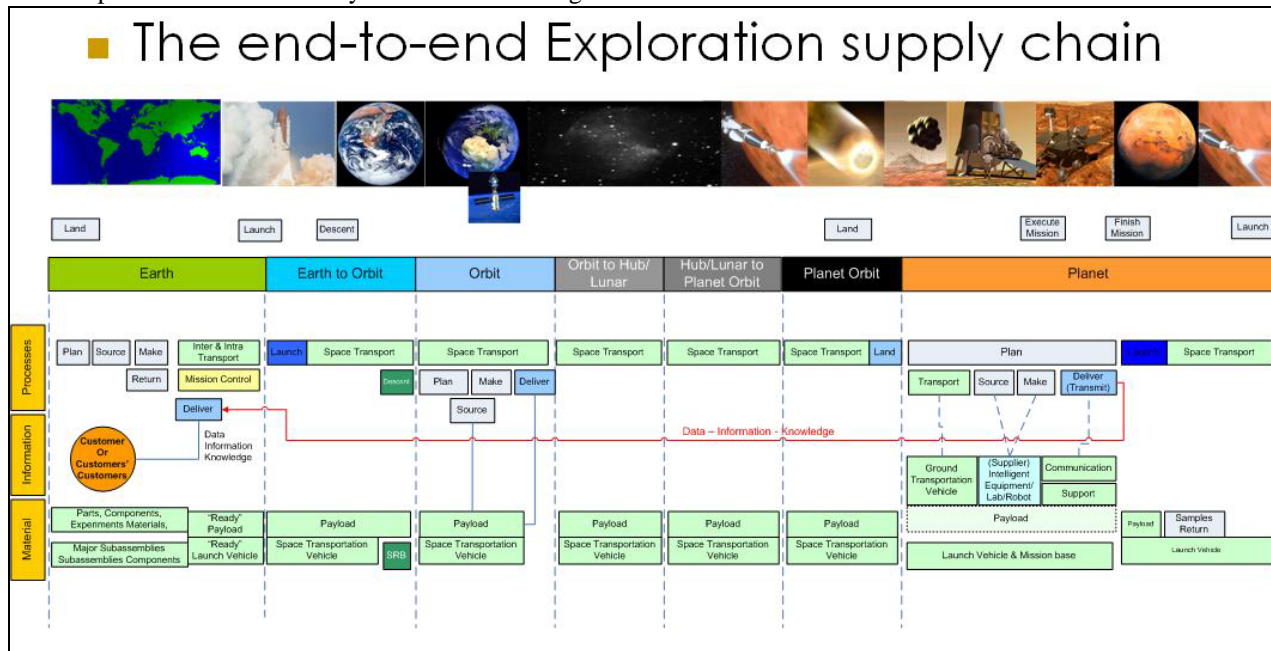 The end-to-end Exploration supply chain
Land
Launch
Descent
Land
Execute
Mission
Finish
Mission
Launch
Earth
Earth to Orbit
Orbit
Orbit to Hub/
Lunar
Hub/Lunar to
Planet Orbit
Planet Orbit
Planet
Processes
Plan
Source
Make
Inter & Intra
Transport
Return
Mission Control
Deliver
Launch
Space Transport
Descent
Space Transport
Plan
Make
Deliver
Source
Space Transport
Space Transport
Space Transport
Land
Plan
Transport
Source
Make
Deliver
(Transmit)
Space Transport
Information
Customer
Or
Customers'
Customers
Data
Information
Knowledge
Data – Information - Knowledge
Ground
Transportation
Vehicle
(Supplier)
Intelligent
Equipment/
Lab/Robot
Communication
Support
Material
Parts, Components,
Experiments Materials,
"Ready"
Payload
Major Subassemblies
Subassemblies Components
"Ready"
Launch Vehicle
Payload
Space Transportation
Vehicle
SRB
Payload
Space Transportation
Vehicle
Payload
Space Transportation
Vehicle
Payload
Space Transportation
Vehicle
Payload
Space Transportation
Vehicle
Payload
Launch Vehicle & Mission base
Payload
Samples
Return
Launch Vehicle